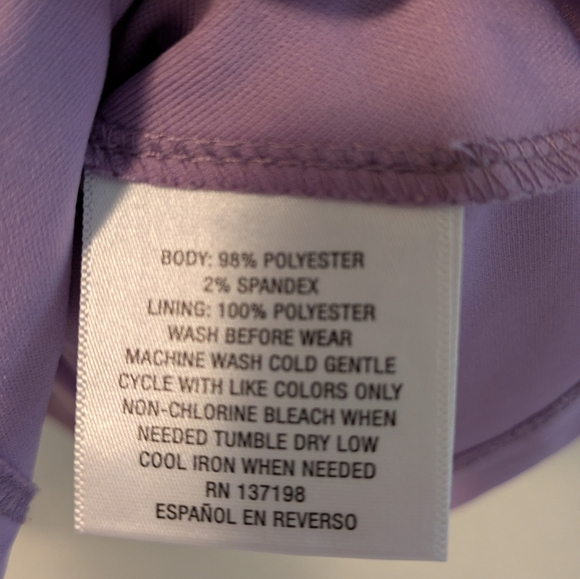 BODY: 98% POLYESTER
2% SPANDEX
LINING: 100% POLYESTER
WASH BEFORE WEAR
MACHINE WASH COLD GENTLE
CYCLE WITH LIKE COLORS ONLY
NON-CHLORINE BLEACH WHEN
NEEDED TUMBLE DRY LOW
COOL IRON WHEN NEEDED
RN 137198
ESPAÑOL EN REVERSO